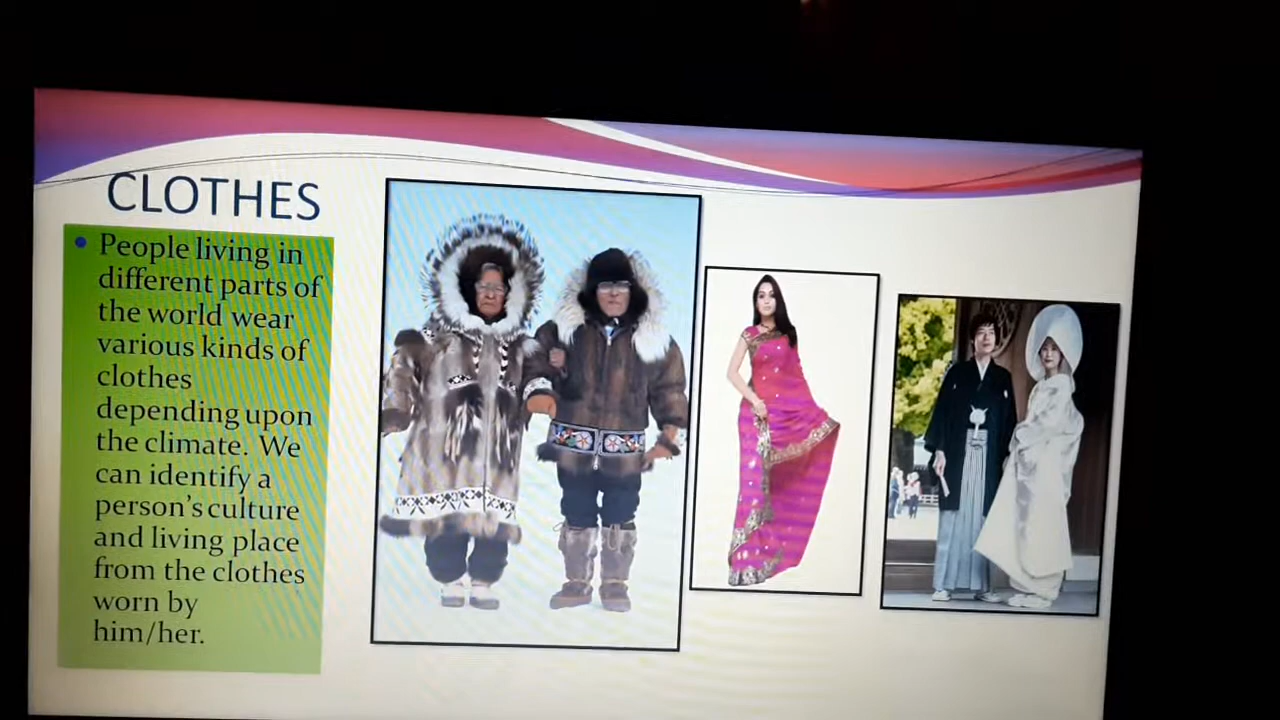 CLOTHES
• People living in
different parts of
the world wear
various kinds of
clothes
depending upon
the climate. We
can identify a
person's culture
and living place
from the clothes
worn by
him/her.